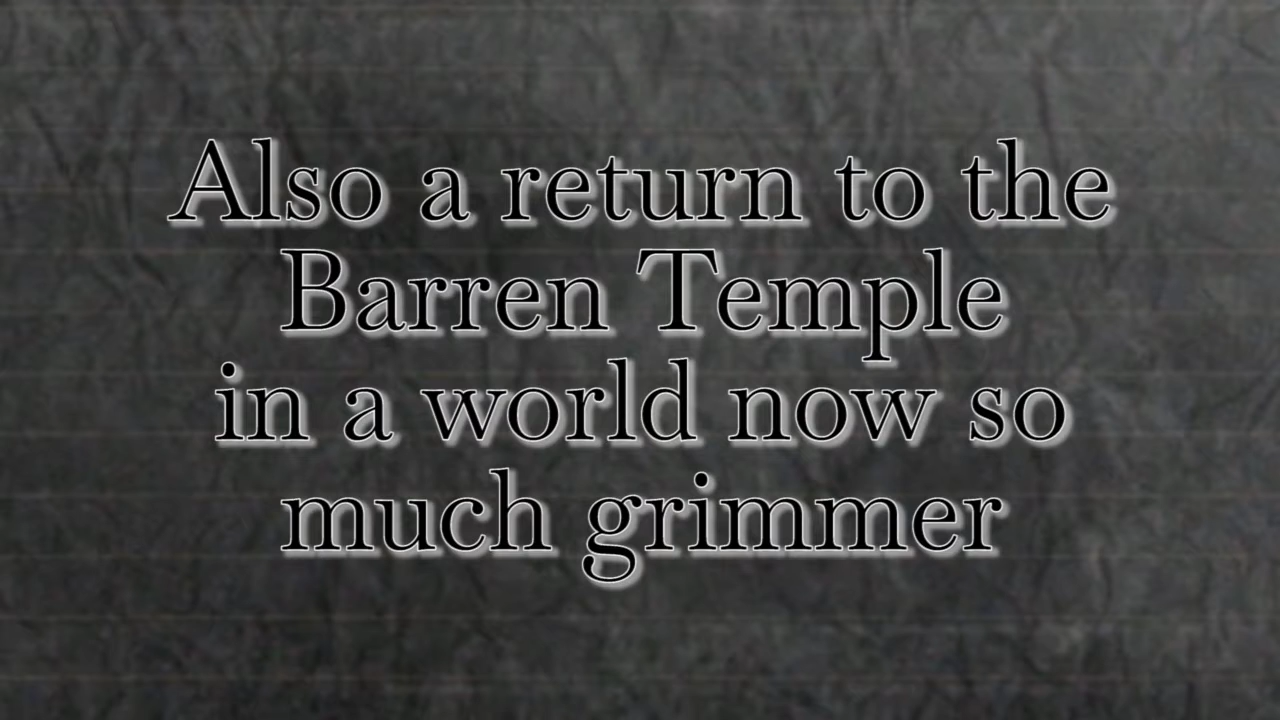 Also a return to the
Barren Temple
in a world now so
much grimmer